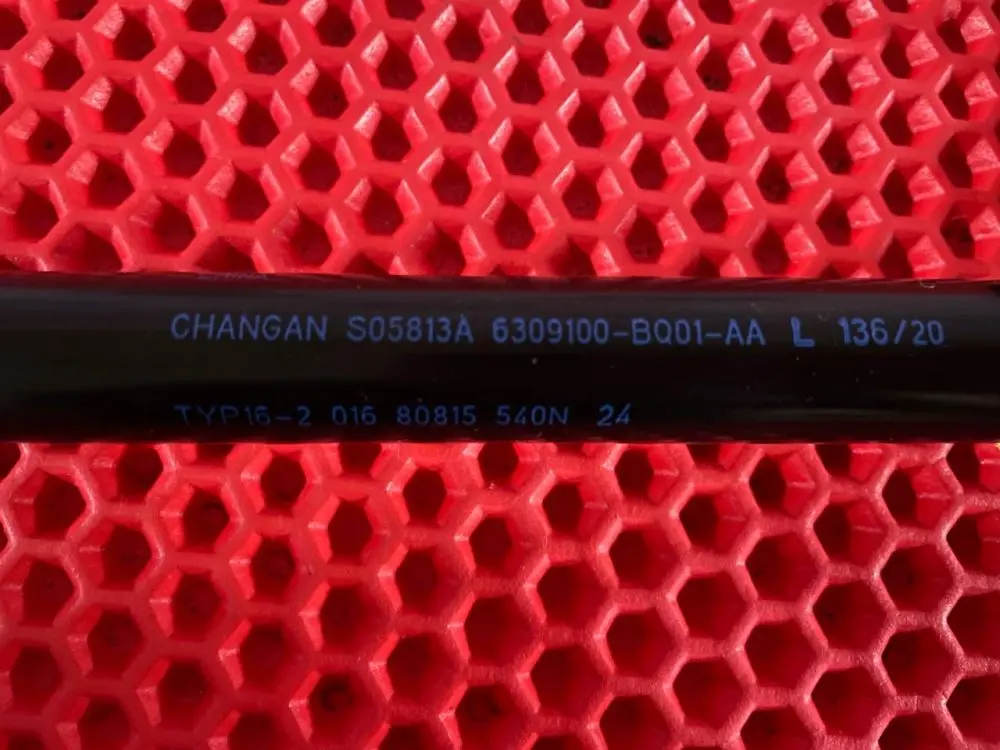 CHANGAN S05813A 6309100-BQ01-AA L 136/20
TYP16-2 016 80815 540N 24